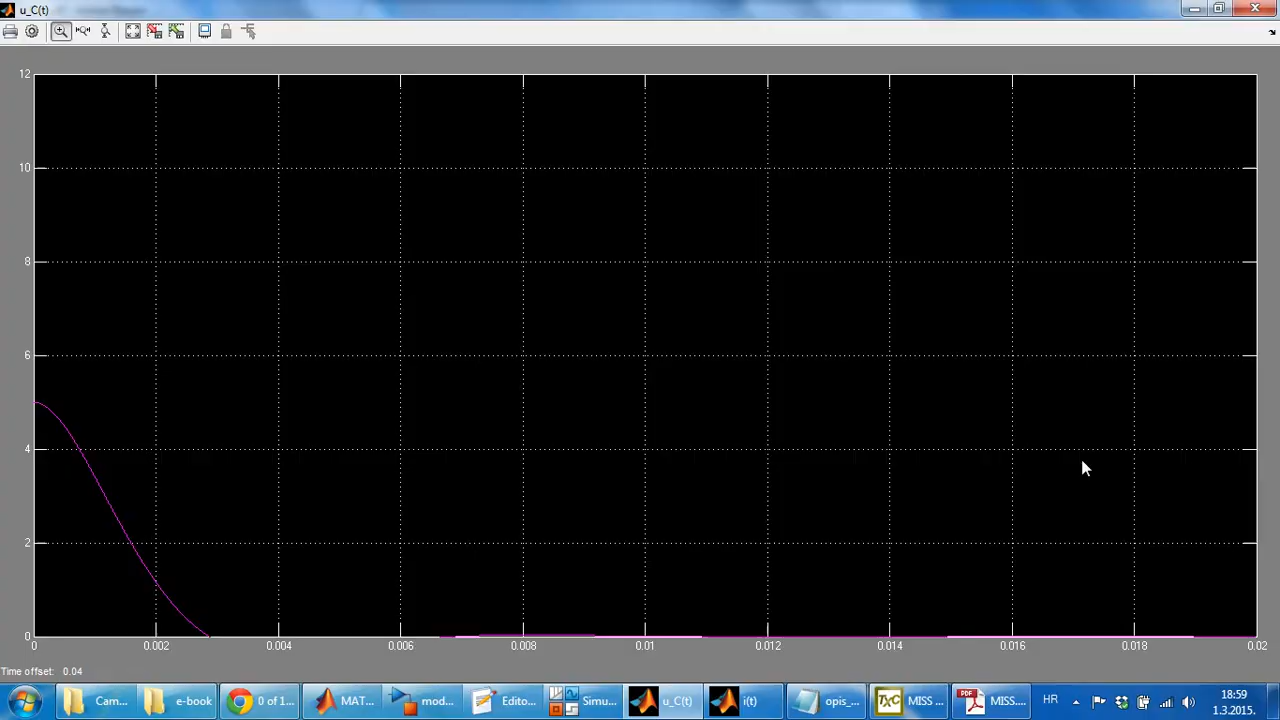 u_C(t)
12
10
8
6
4
2
0
0 0.002 0.004 0.006 0.008 0.01 0.012 0.014 0.016 0.018 0.02
Time offset: 0.04
Cam... e-book 0 of 1... MAT... mod... Edito... Simu... u_C(t) i(t) opis_... TXC MISS ... PDF MISS.... HR 18:59
1.3.2015.